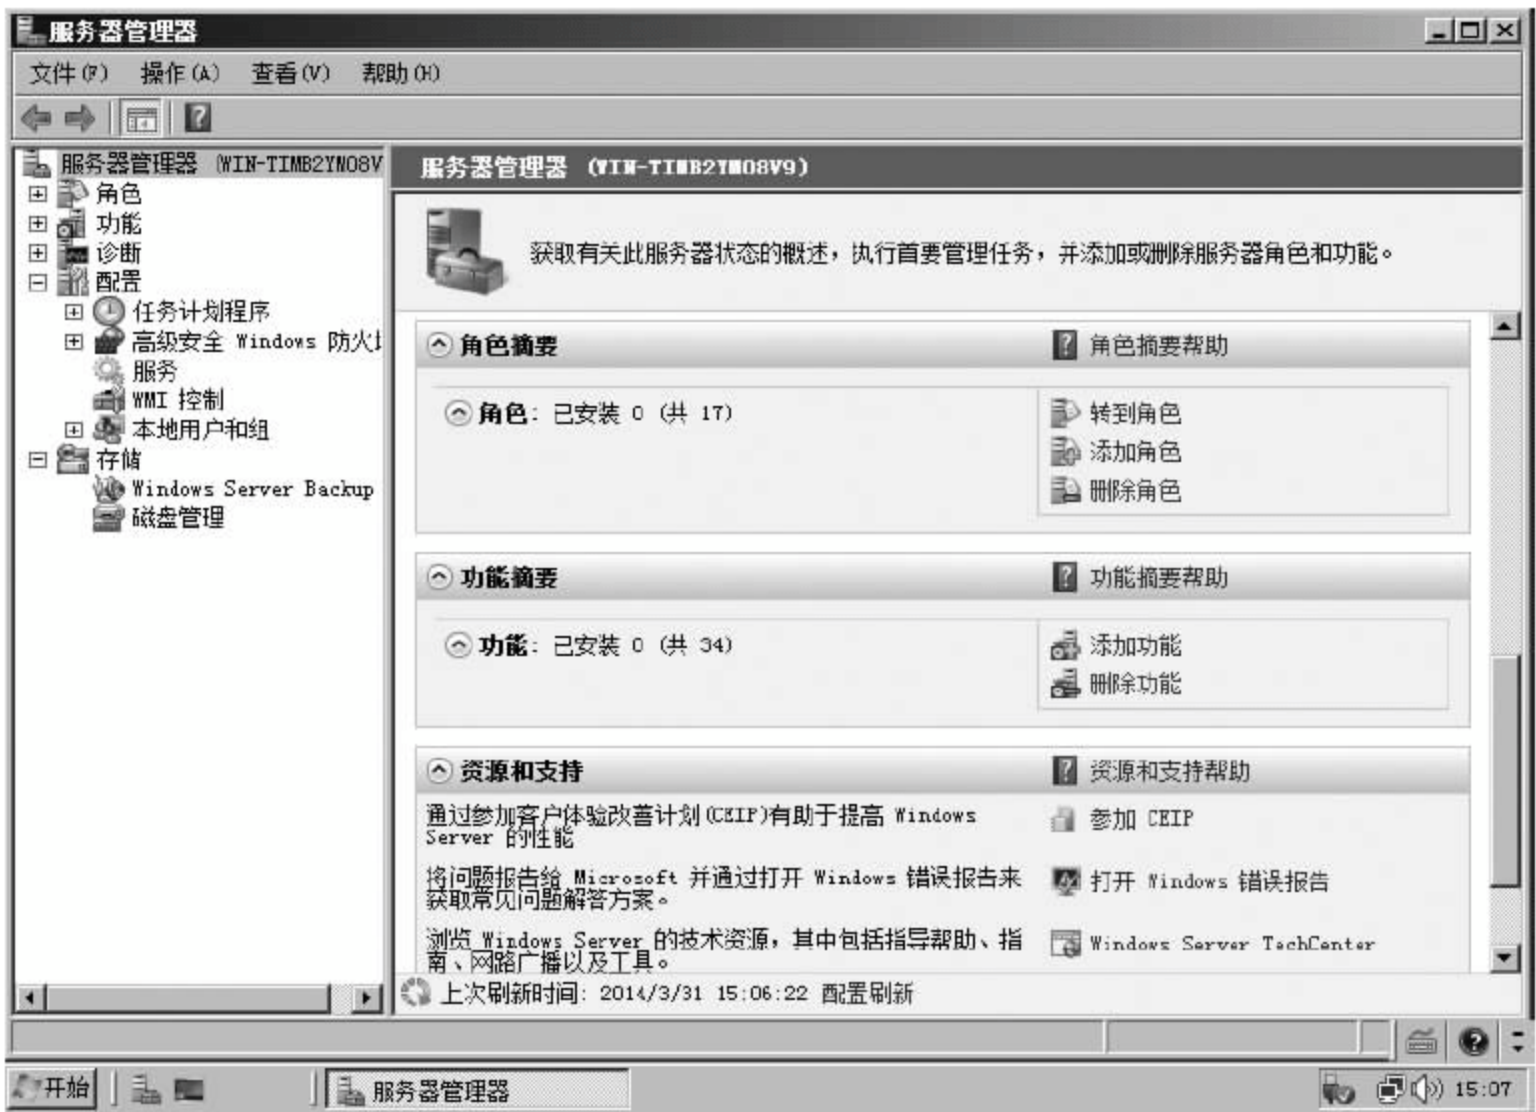 服务器管理器
文件(F) 操作(A) 查看(V) 帮助(H)
服务器管理器 (WIN-TIMB2YMO8V
角色
功能
诊断
配置
任务计划程序
高级安全 Windows 防火
服务
WMI 控制
本地用户和组
存储
Windows Server Backup
磁盘管理
服务器管理器 (WIN-TIMB2YMO8V9)
获取有关此服务器状态的概述，执行首要管理任务，并添加或删除服务器角色和功能。
角色摘要
角色摘要帮助
角色: 已安装 0 (共 17)
转到角色
添加角色
删除角色
功能摘要
功能摘要帮助
功能: 已安装 0 (共 34)
添加功能
删除功能
资源和支持
资源和支持帮助
通过参加客户体验改善计划(CEIP)有助于提高 Windows
Server 的性能
参加 CEIP
将问题报告给 Microsoft 并通过打开 Windows 错误报告来
获取常见问题解答方案。
打开 Windows 错误报告
浏览 Windows Server 的技术资源，其中包括指导帮助、指
南、网路广播以及工具。
Windows Server TechCenter
上次刷新时间: 2014/3/31 15:06:22 配置刷新
开始
服务器管理器
15:07